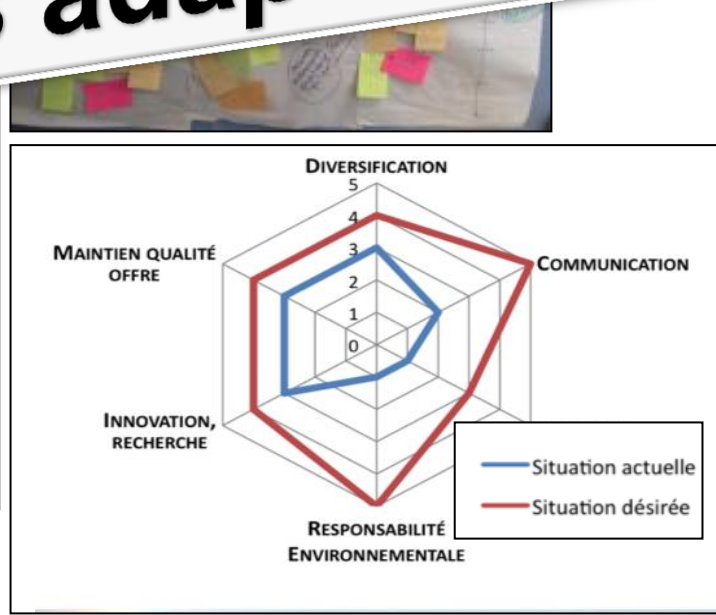 DIVERSIFICATION
5
4
3
2
1
0
MAINTIEN QUALITÉ
OFFRE
COMMUNICATION
INNOVATION,
RECHERCHE
Situation actuelle
Situation désirée
RESPONSABILITÉ
ENVIRONNEMENTALE